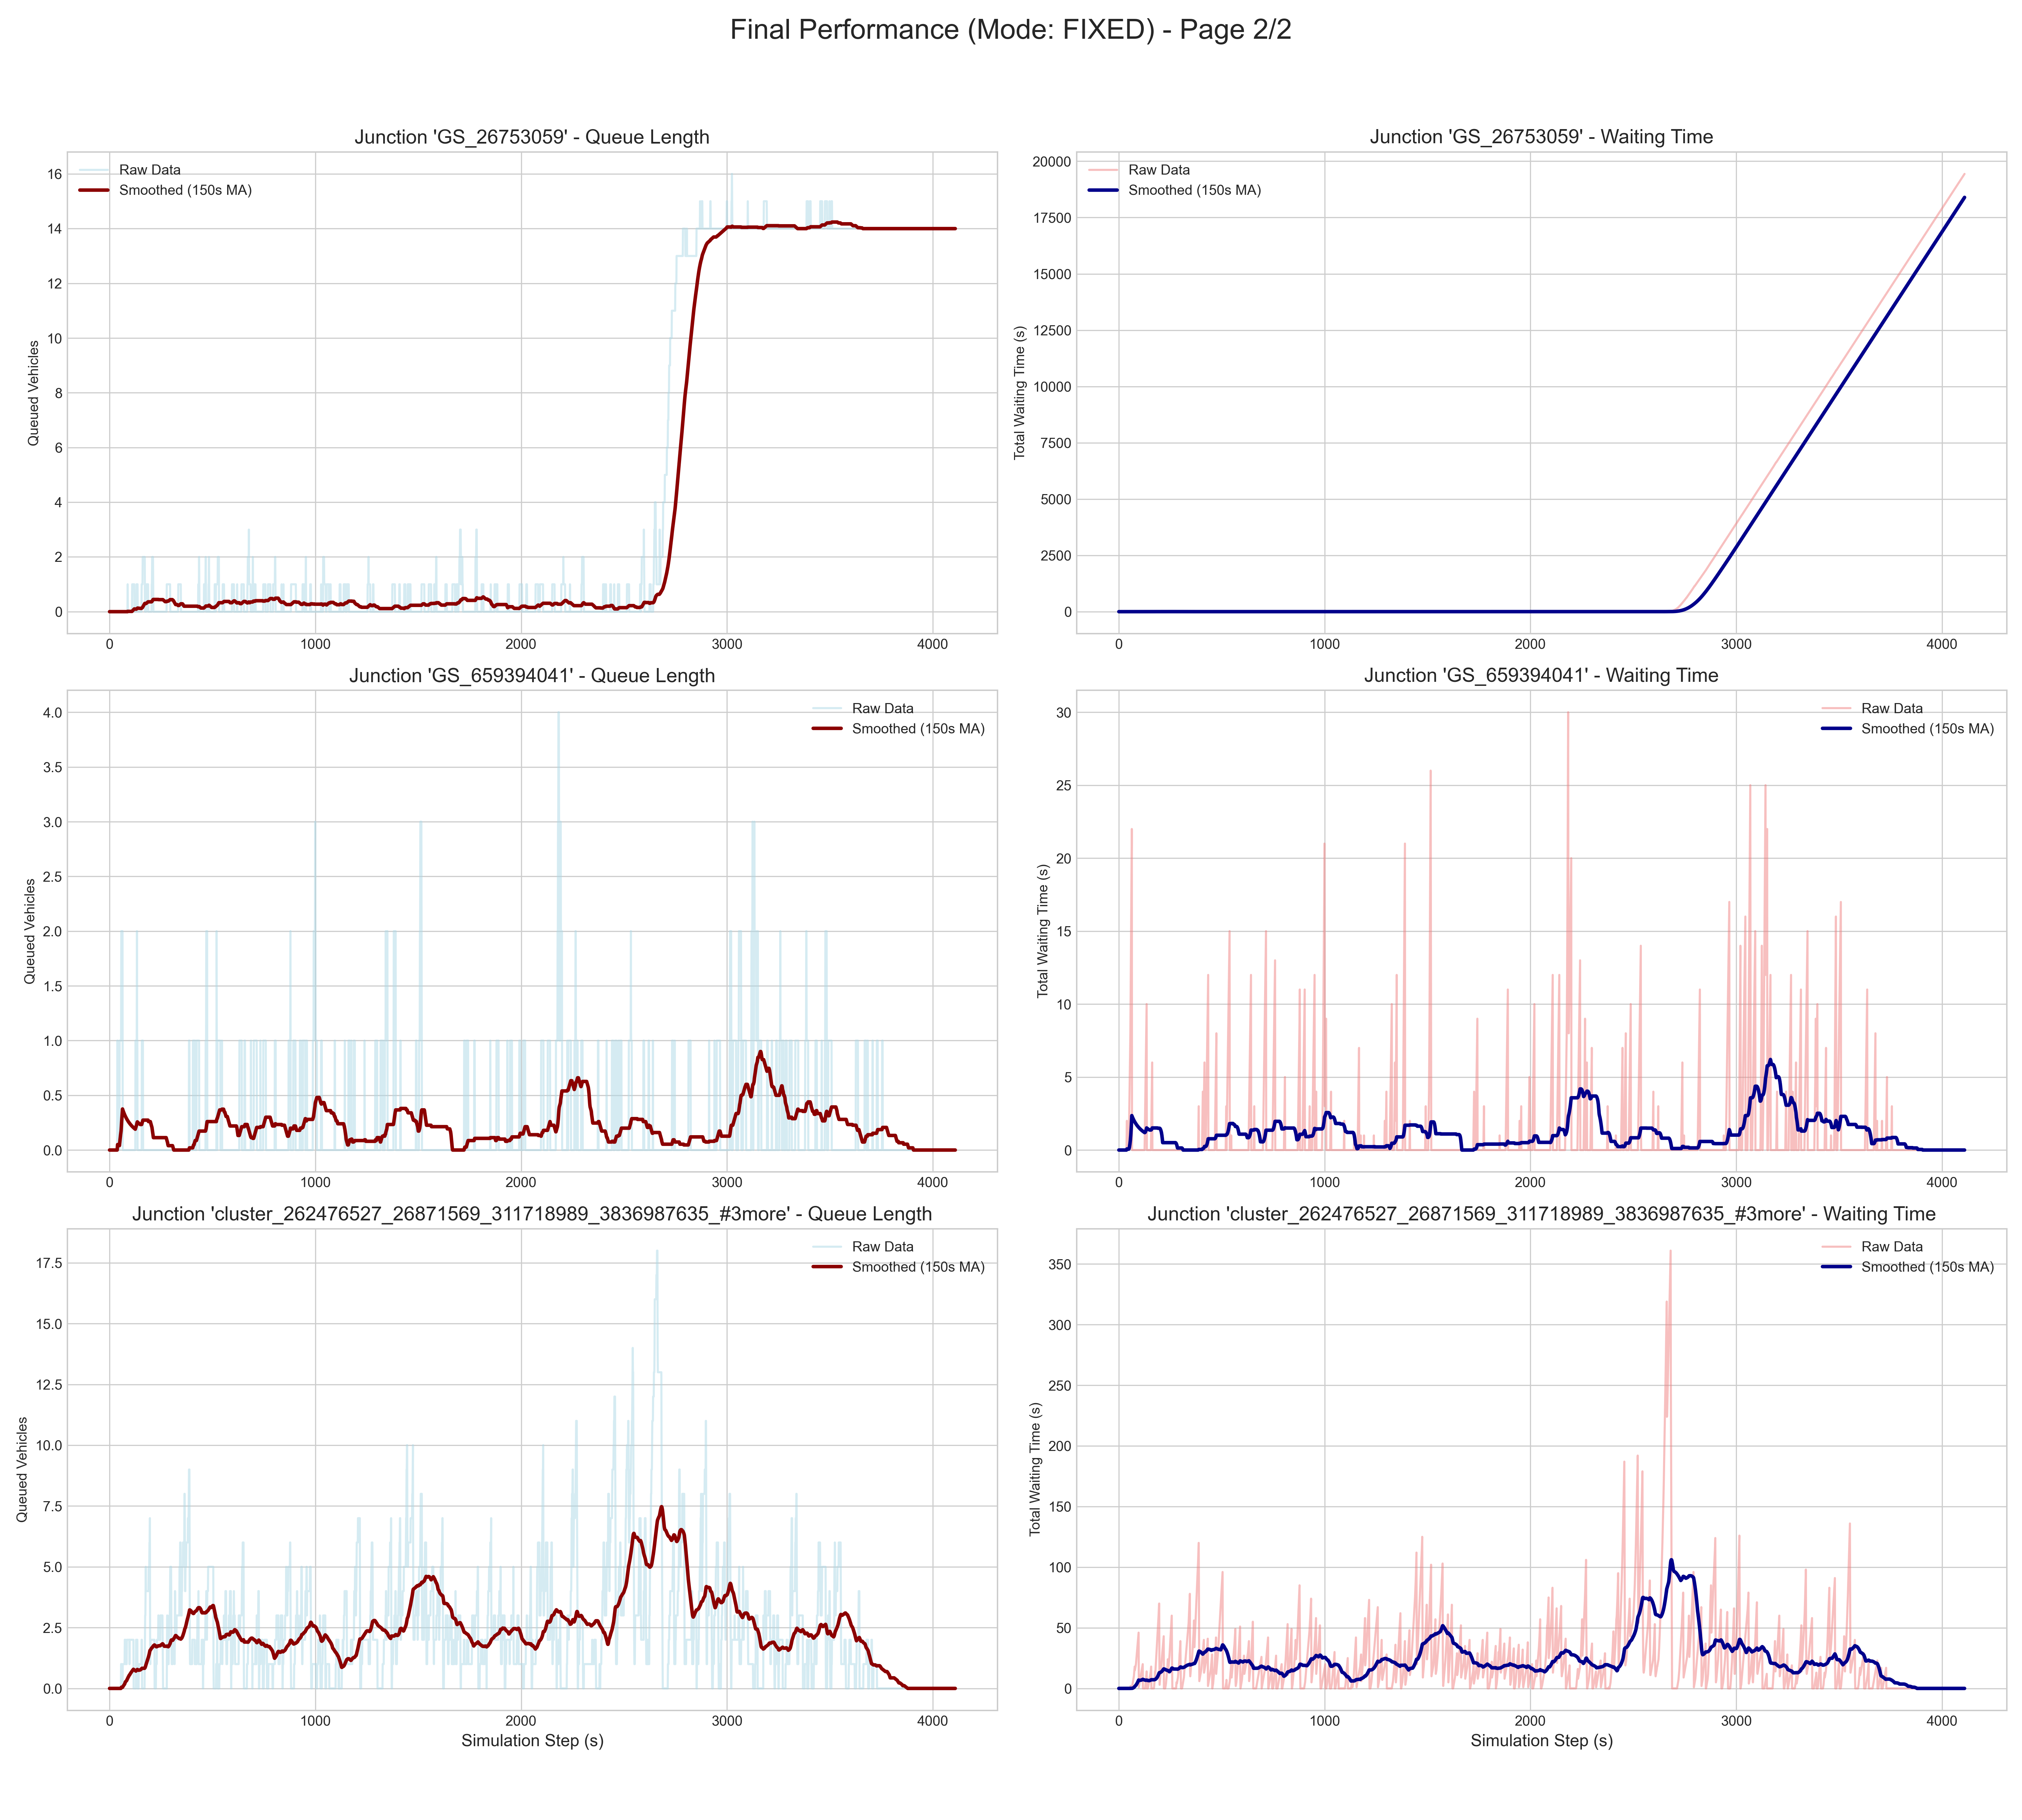 Final Performance (Mode: FIXED) - Page 2/2
Junction 'GS_26753059' - Queue Length
Queued Vehicles
16
14
12
10
8
6
4
2
0
Raw Data
Smoothed (150s MA)
0 1000 2000 3000 4000
Junction 'GS_26753059' - Waiting Time
Total Waiting Time (s)
20000
17500
15000
12500
10000
7500
5000
2500
0
Raw Data
Smoothed (150s MA)
0 1000 2000 3000 4000
Junction 'GS_659394041' - Queue Length
Queued Vehicles
4.0
3.5
3.0
2.5
2.0
1.5
1.0
0.5
0.0
Raw Data
Smoothed (150s MA)
0 1000 2000 3000 4000
Junction 'GS_659394041' - Waiting Time
Total Waiting Time (s)
30
25
20
15
10
5
0
Raw Data
Smoothed (150s MA)
0 1000 2000 3000 4000
Junction 'cluster_262476527_26871569_311718989_3836987635_#3more' - Queue Length
Queued Vehicles
17.5
15.0
12.5
10.0
7.5
5.0
2.5
0.0
Raw Data
Smoothed (150s MA)
0 1000 2000 3000 4000
Simulation Step (s)
Junction 'cluster_262476527_26871569_311718989_3836987635_#3more' - Waiting Time
Total Waiting Time (s)
350
300
250
200
150
100
50
0
Raw Data
Smoothed (150s MA)
0 1000 2000 3000 4000
Simulation Step (s)